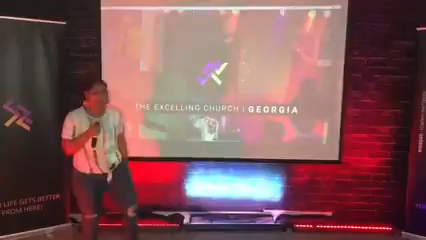 THE EXCELLING CHURCH | GEORGIA
LIFE GETS BETTER
FROM HERE!